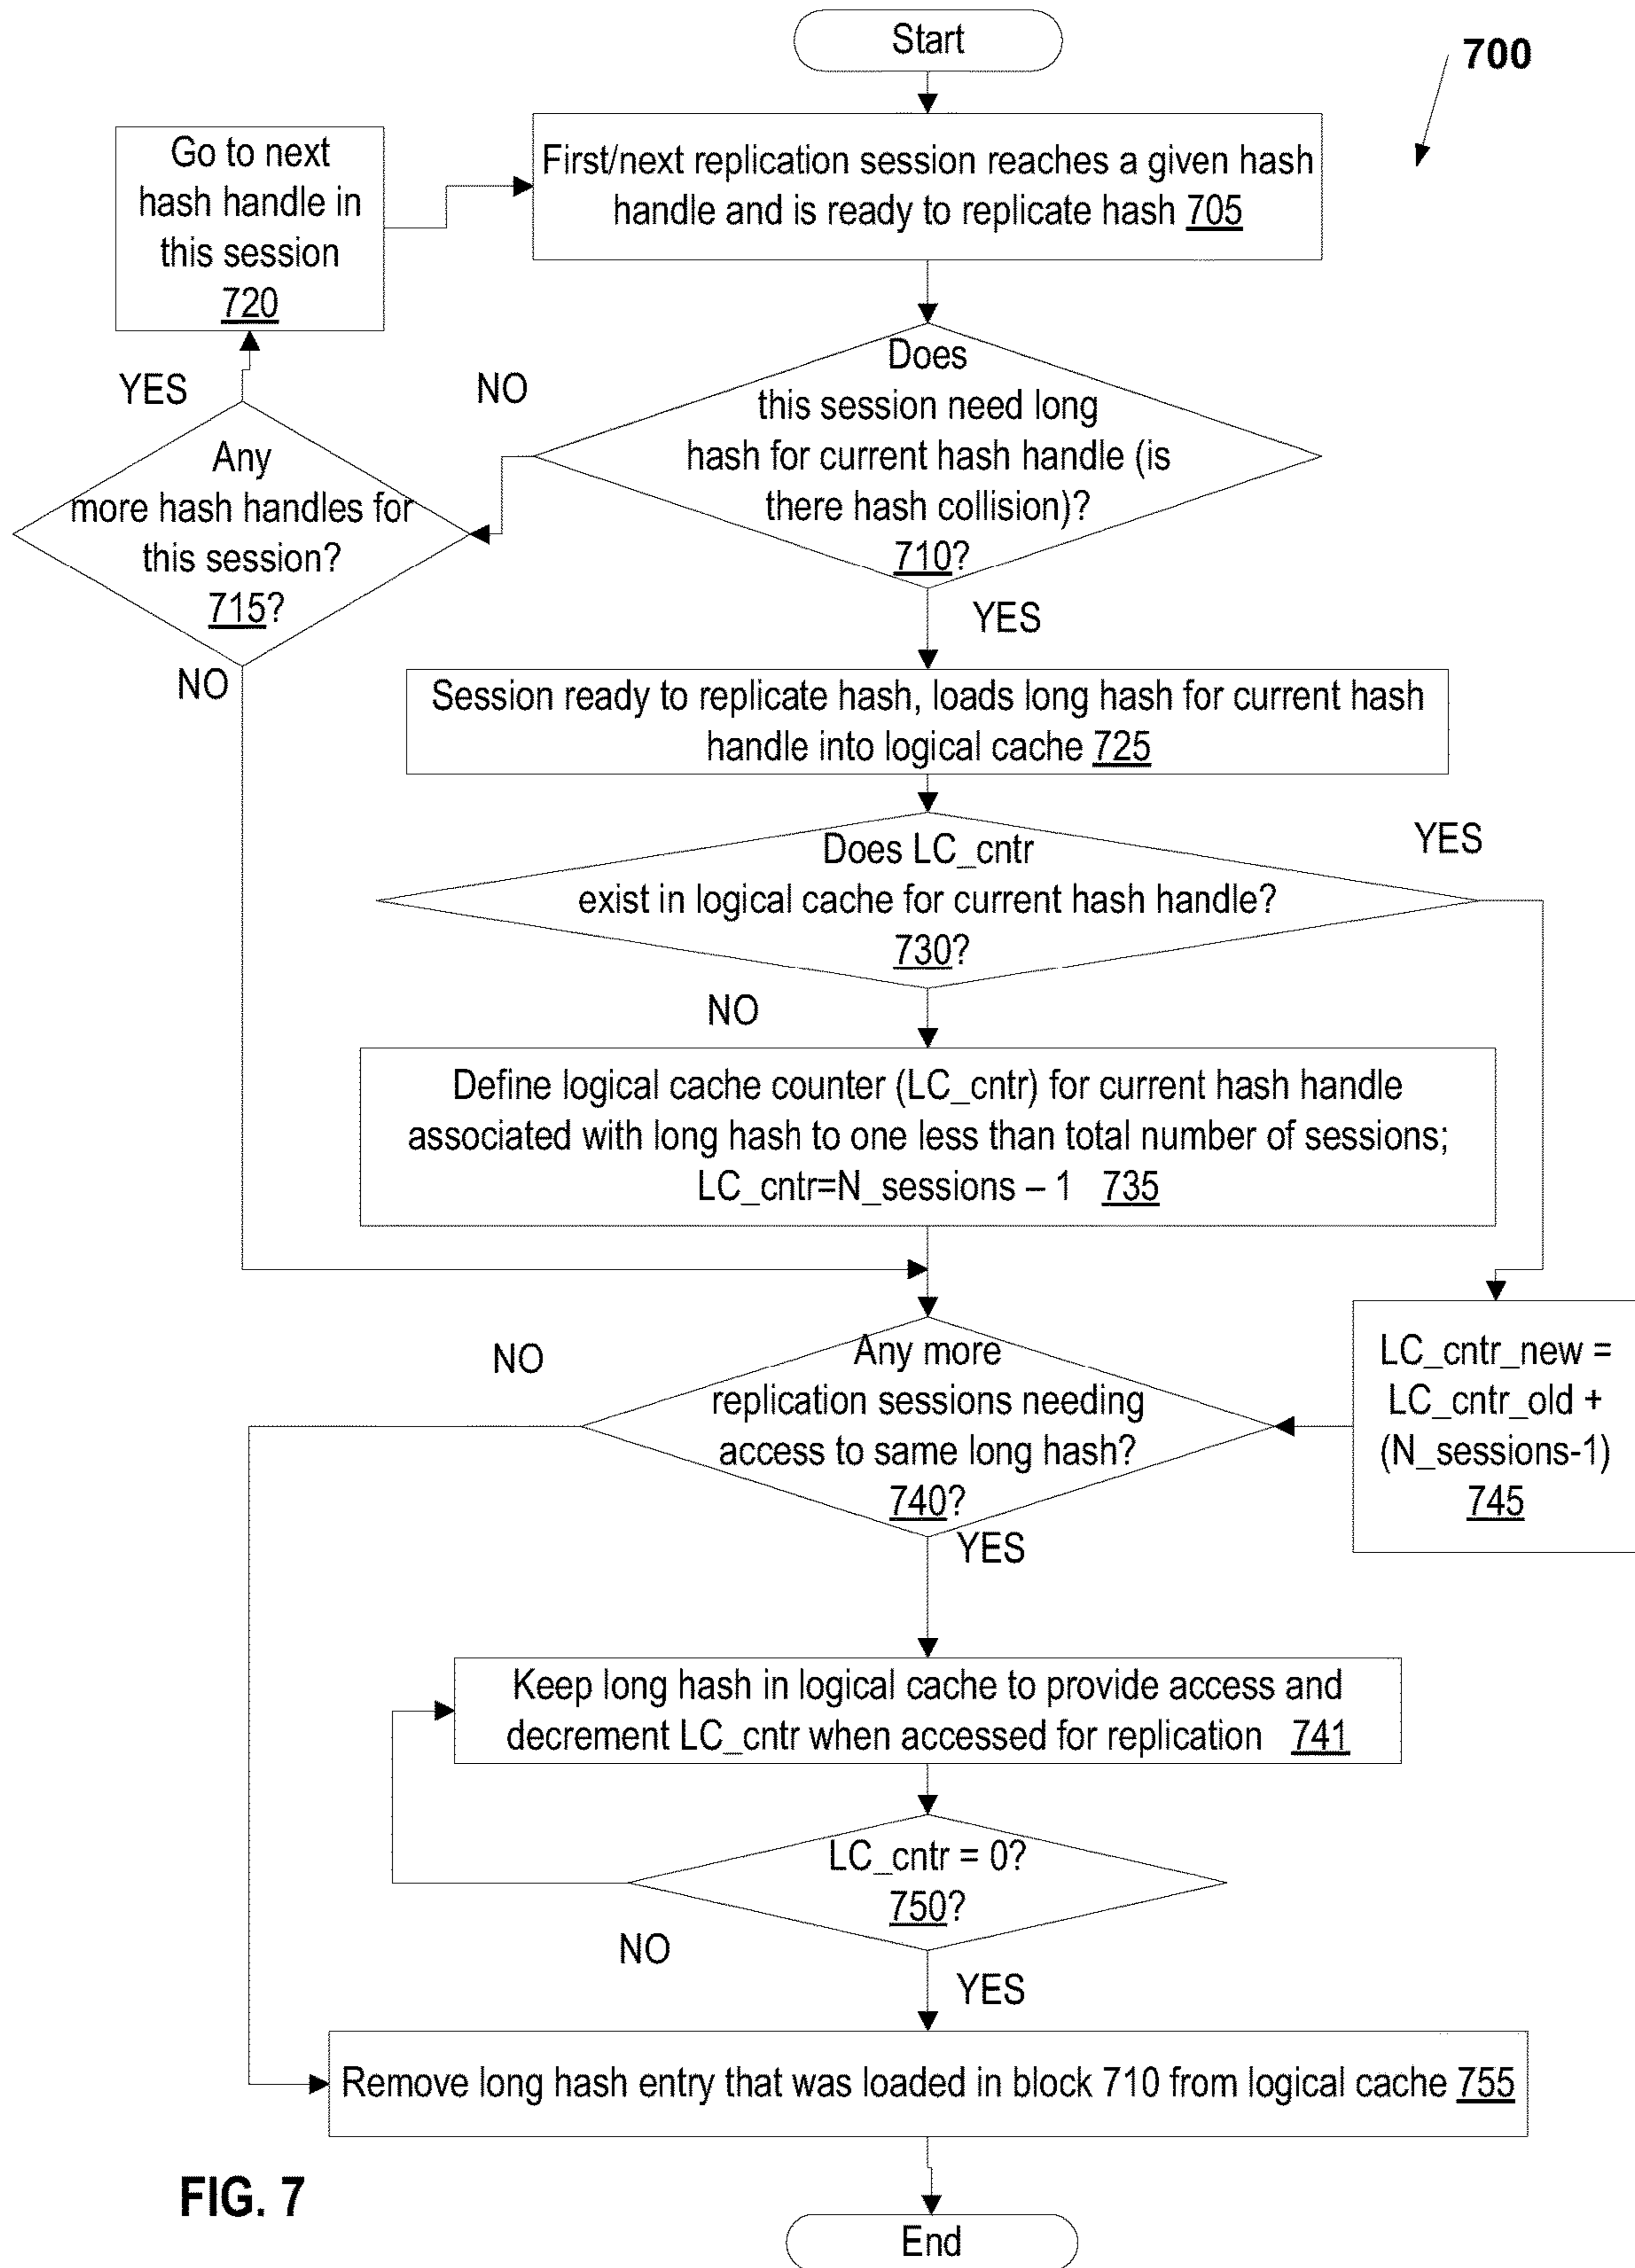 Start
700
Go to next
hash handle in
this session
720
First/next replication session reaches a given hash
handle and is ready to replicate hash 705
YES
NO
Does
this session need long
hash for current hash handle (is
there hash collision)?
710?
Any
more hash handles for
this session?
715?
YES
NO
Session ready to replicate hash, loads long hash for current hash
handle into logical cache 725
Does LC_cntr
exist in logical cache for current hash handle?
730?
YES
NO
Define logical cache counter (LC_cntr) for current hash handle
associated with long hash to one less than total number of sessions;
LC_cntr=N_sessions – 1 735
NO
Any more
replication sessions needing
access to same long hash?
740?
LC_cntr_new =
LC_cntr_old +
(N_sessions-1)
745
YES
Keep long hash in logical cache to provide access and
decrement LC_cntr when accessed for replication 741
LC_cntr = 0?
750?
NO
YES
Remove long hash entry that was loaded in block 710 from logical cache 755
FIG. 7
End